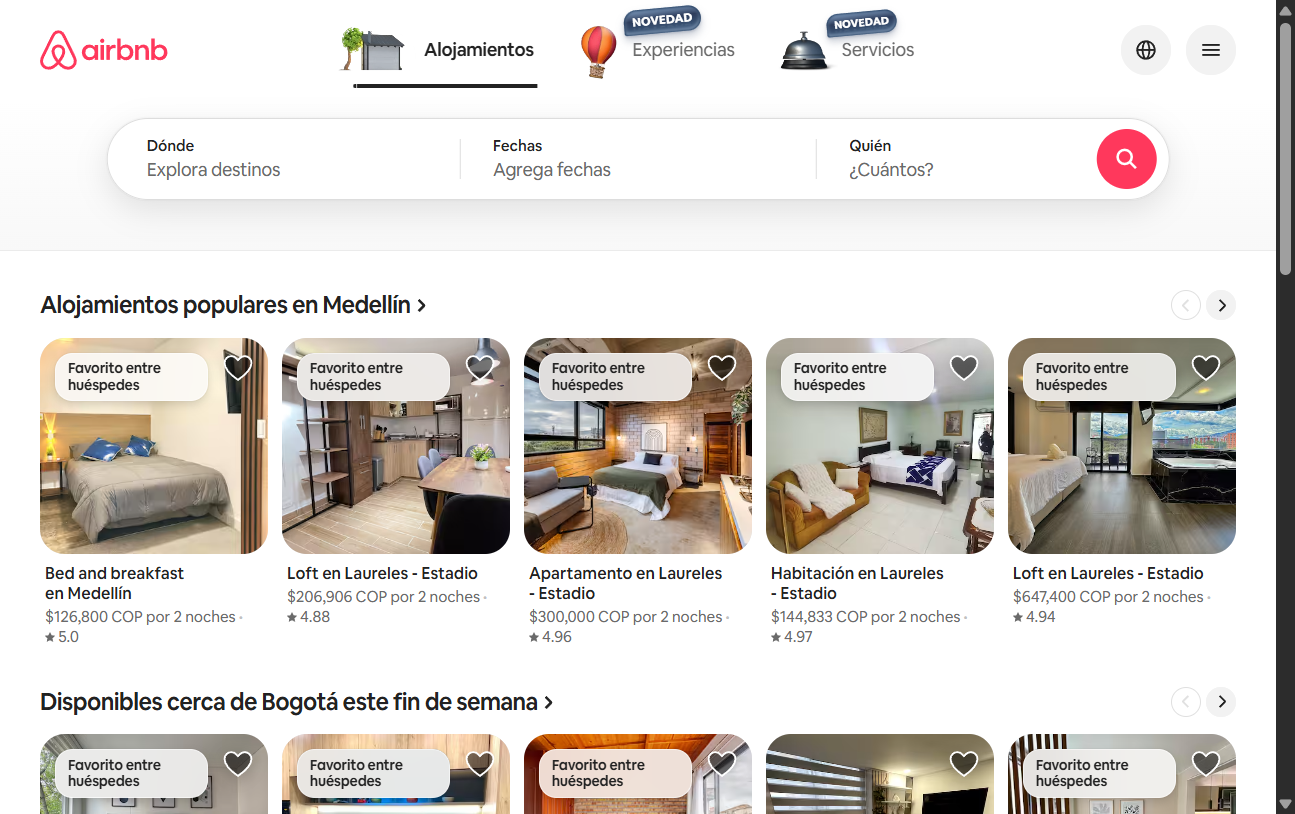 airbnb
Alojamientos
NOVEDAD
Experiencias
NOVEDAD
Servicios
Dónde
Explora destinos
Fechas
Agrega fechas
Quién
¿Cuántos?
Alojamientos populares en Medellín
Favorito entre
huéspedes
Favorito entre
huéspedes
Favorito entre
huéspedes
Favorito entre
huéspedes
Favorito entre
huéspedes
Bed and breakfast
en Medellín
$126,800 COP por 2 noches ·
★ 5.0
Loft en Laureles - Estadio
$206,906 COP por 2 noches ·
★ 4.88
Apartamento en Laureles
- Estadio
$300,000 COP por 2 noches ·
★ 4.96
Habitación en Laureles
- Estadio
$144,833 COP por 2 noches ·
★ 4.97
Loft en Laureles - Estadio
$647,400 COP por 2 noches ·
★ 4.94
Disponibles cerca de Bogotá este fin de semana
Favorito entre
huéspedes
Favorito entre
huéspedes
Favorito entre
huéspedes
Favorito entre
huéspedes